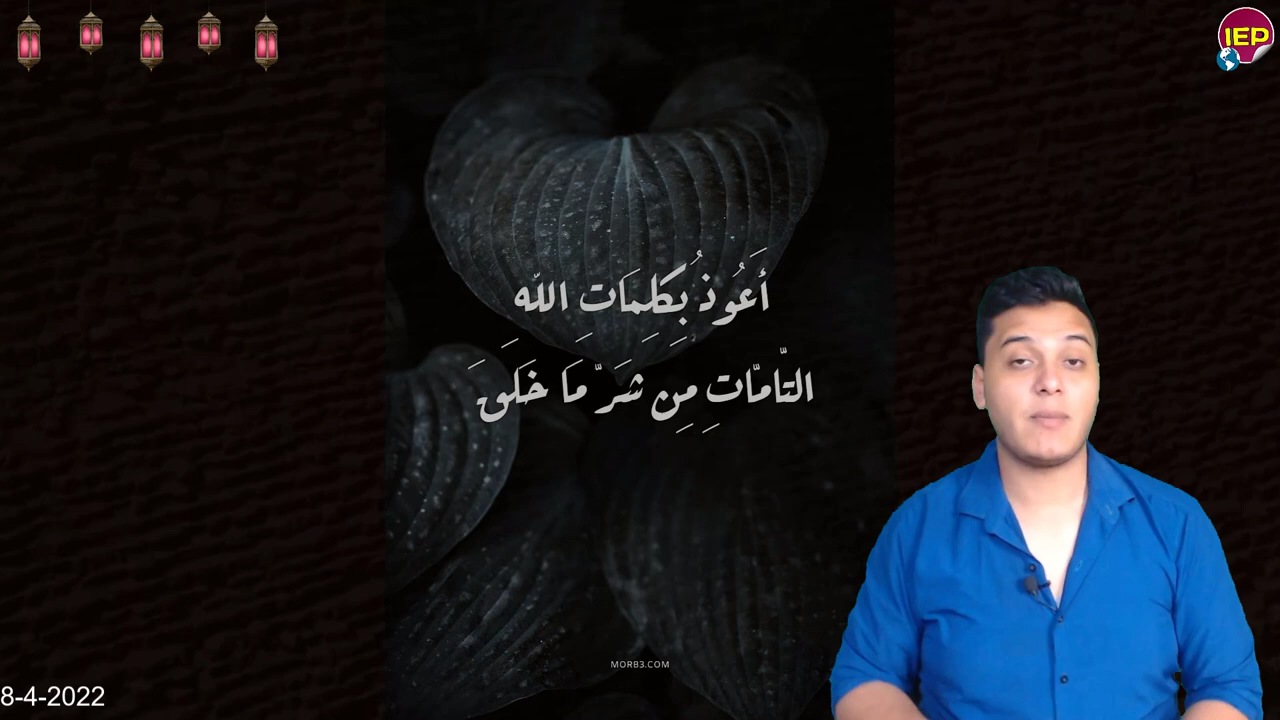 IEP
أَعُوذُ بِكَلِمَاتِ اللّه
التّامّاتِ مِن شَرّ مَا خَلَقَ
MORB3.COM
8-4-2022